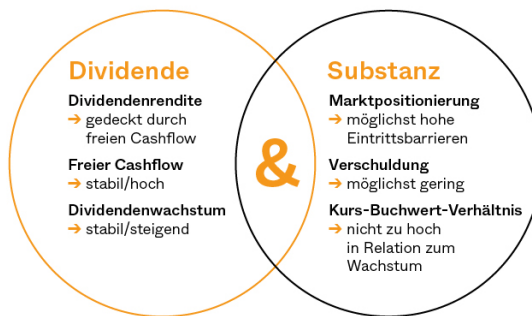 Dividende
Dividendenrendite
→ gedeckt durch
freien Cashflow
Freier Cashflow
→ stabil/hoch
Dividendenwachstum
→ stabil/steigend
&
Substanz
Marktpositionierung
→ möglichst hohe
Eintrittsbarrieren
Verschuldung
→ möglichst gering
Kurs-Buchwert-Verhältnis
→ nicht zu hoch
in Relation zum
Wachstum